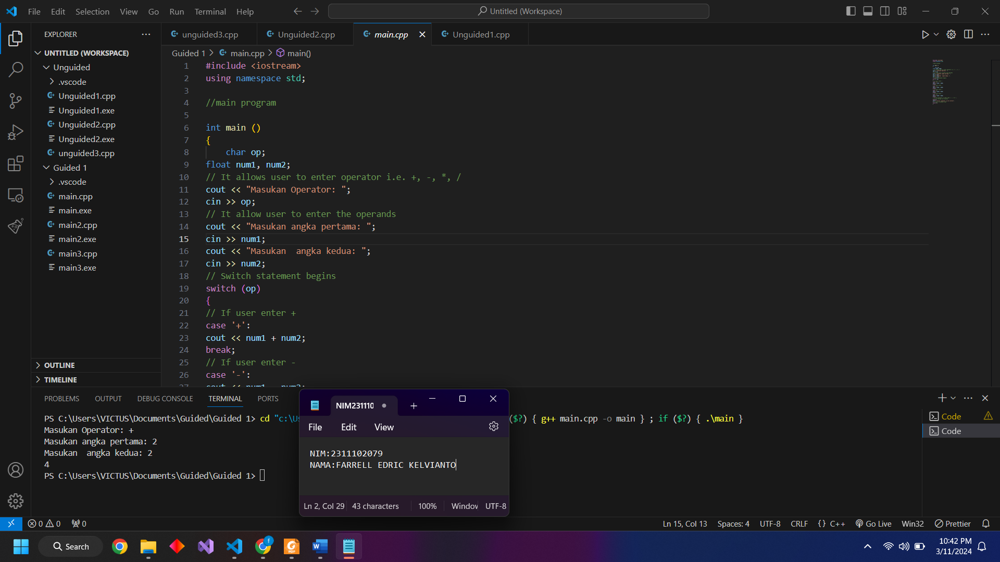 File Edit Selection View Go Run Terminal Help
Untitled (Workspace)
EXPLORER
UNTITLED (WORKSPACE)
Unguided
.vscode
Unguided1.cpp
Unguided1.exe
Unguided2.cpp
Unguided2.exe
unguided3.cpp
Guided 1
.vscode
main.cpp
main.exe
main2.cpp
main2.exe
main3.cpp
main3.exe
OUTLINE
TIMELINE
unguided3.cpp Unguided2.cpp main.cpp Unguided1.cpp
Guided 1 > main.cpp > main()
1 #include <iostream>
2 using namespace std;
3
4 //main program
5
6 int main ()
7 {
8 char op;
9 float num1, num2;
10 // It allows user to enter operator i.e. +, -, *, /
11 cout << "Masukan Operator: ";
12 cin >> op;
13 // It allow user to enter the operands
14 cout << "Masukan angka pertama: ";
15 cin >> num1;
16 cout << "Masukan  angka kedua: ";
17 cin >> num2;
18 // Switch statement begins
19 switch (op)
20 {
21 // If user enter +
22 case '+':
23 cout << num1 + num2;
24 break;
25 // If user enter -
26 case '-':
27 cout << num1 - num2;
PROBLEMS OUTPUT DEBUG CONSOLE TERMINAL PORTS
PS C:\Users\VICTUS\Documents\Guided\Guided 1> cd "c:\Us ($?) { g++ main.cpp -o main } ; if ($?) { .\main }
Masukan Operator: +
Masukan angka pertama: 2
Masukan  angka kedua: 2
4
PS C:\Users\VICTUS\Documents\Guided\Guided 1>
Code
Code
NIM231110
File Edit View
NIM:2311102079
NAMA:FARRELL EDRIC KELVIANTO
Ln 2, Col 29 43 characters 100% Window UTF-8
0 0 0
Ln 15, Col 13 Spaces: 4 UTF-8 CRLF {} C++ Go Live Win32 Prettier
Search
10:42 PM
3/11/2024